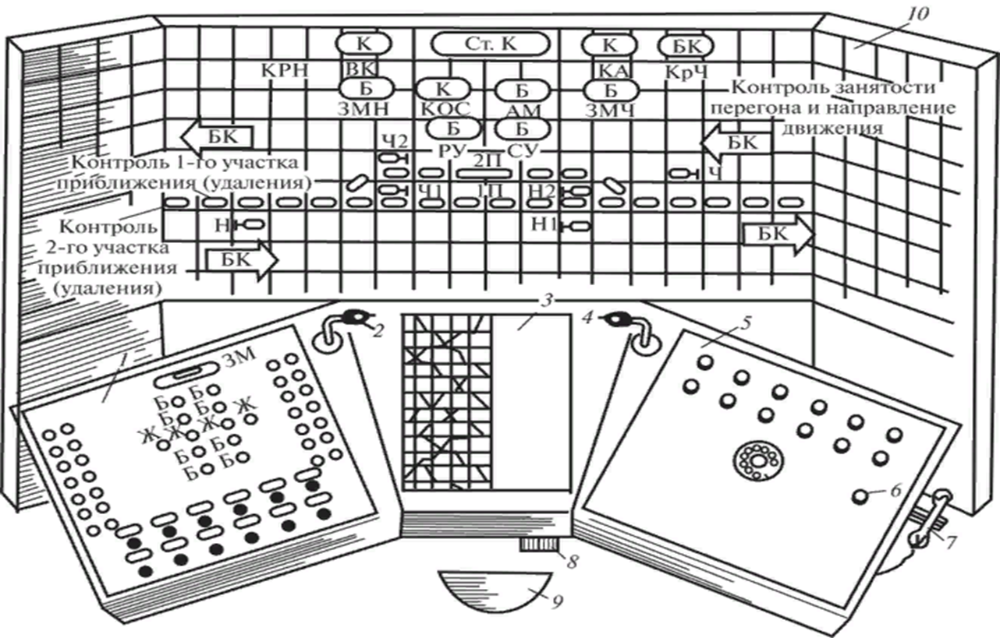 10
К Ст. К К БК
КРН ВК КА КрЧ
Б К Б Б
ЗМН КОС АМ ЗМЧ
Контроль занятости
перегона и направление
движения
Б Б
РУ СУ
БК
БК
Ч2
2П
Контроль 1-го участка
приближения (удаления)
Ч
Ч1 1П Н2
Контроль
2-го участка
приближения
(удаления)
Н
Н1
БК
БК
3
2
4
5
1
ЗМ
Б Б
Б Б Ж
Ж Ж Ж
Б Б
Б Б
6
7
8
9